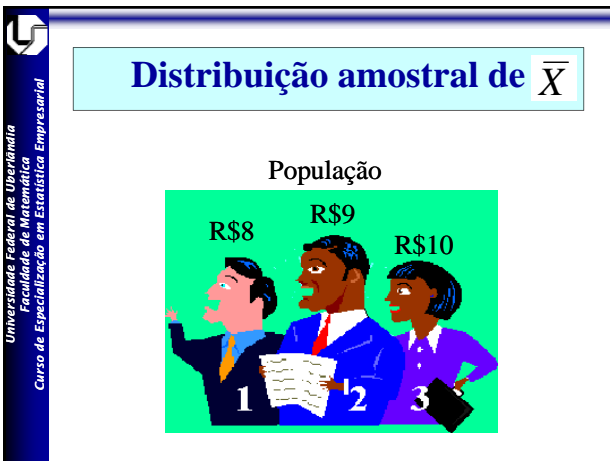 Universidade Federal de Uberlândia
Faculdade de Matemática
Curso de Especialização em Estatística Empresarial
Distribuição amostral de X̅
População
R$8
R$9
R$10
1
2
3